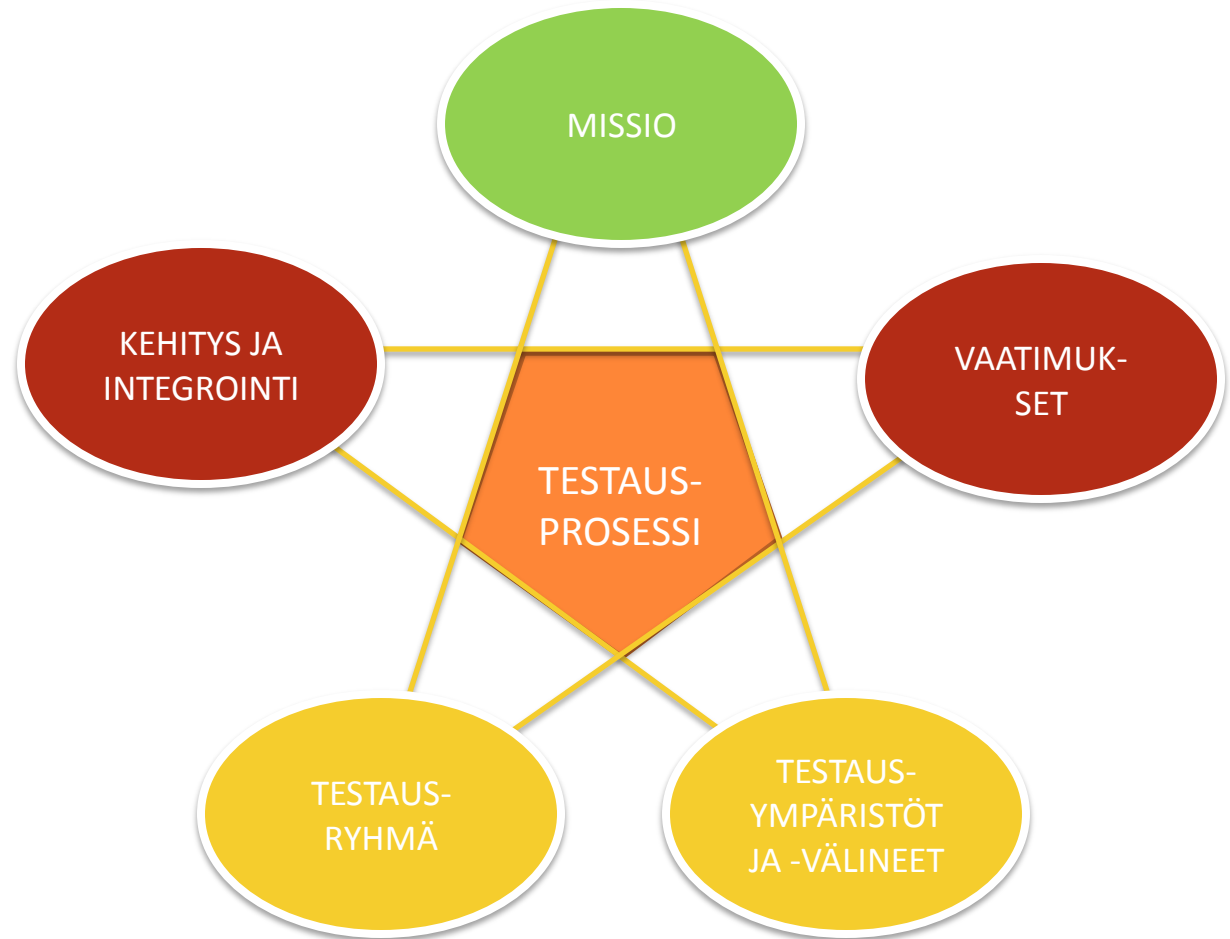 MISSIO
KEHITYS JA
INTEGROINTI
VAATIMUK-
SET
TESTAUS-
PROSESSI
TESTAUS-
RYHMÄ
TESTAUS-
YMPÄRISTÖT
JA -VÄLINEET